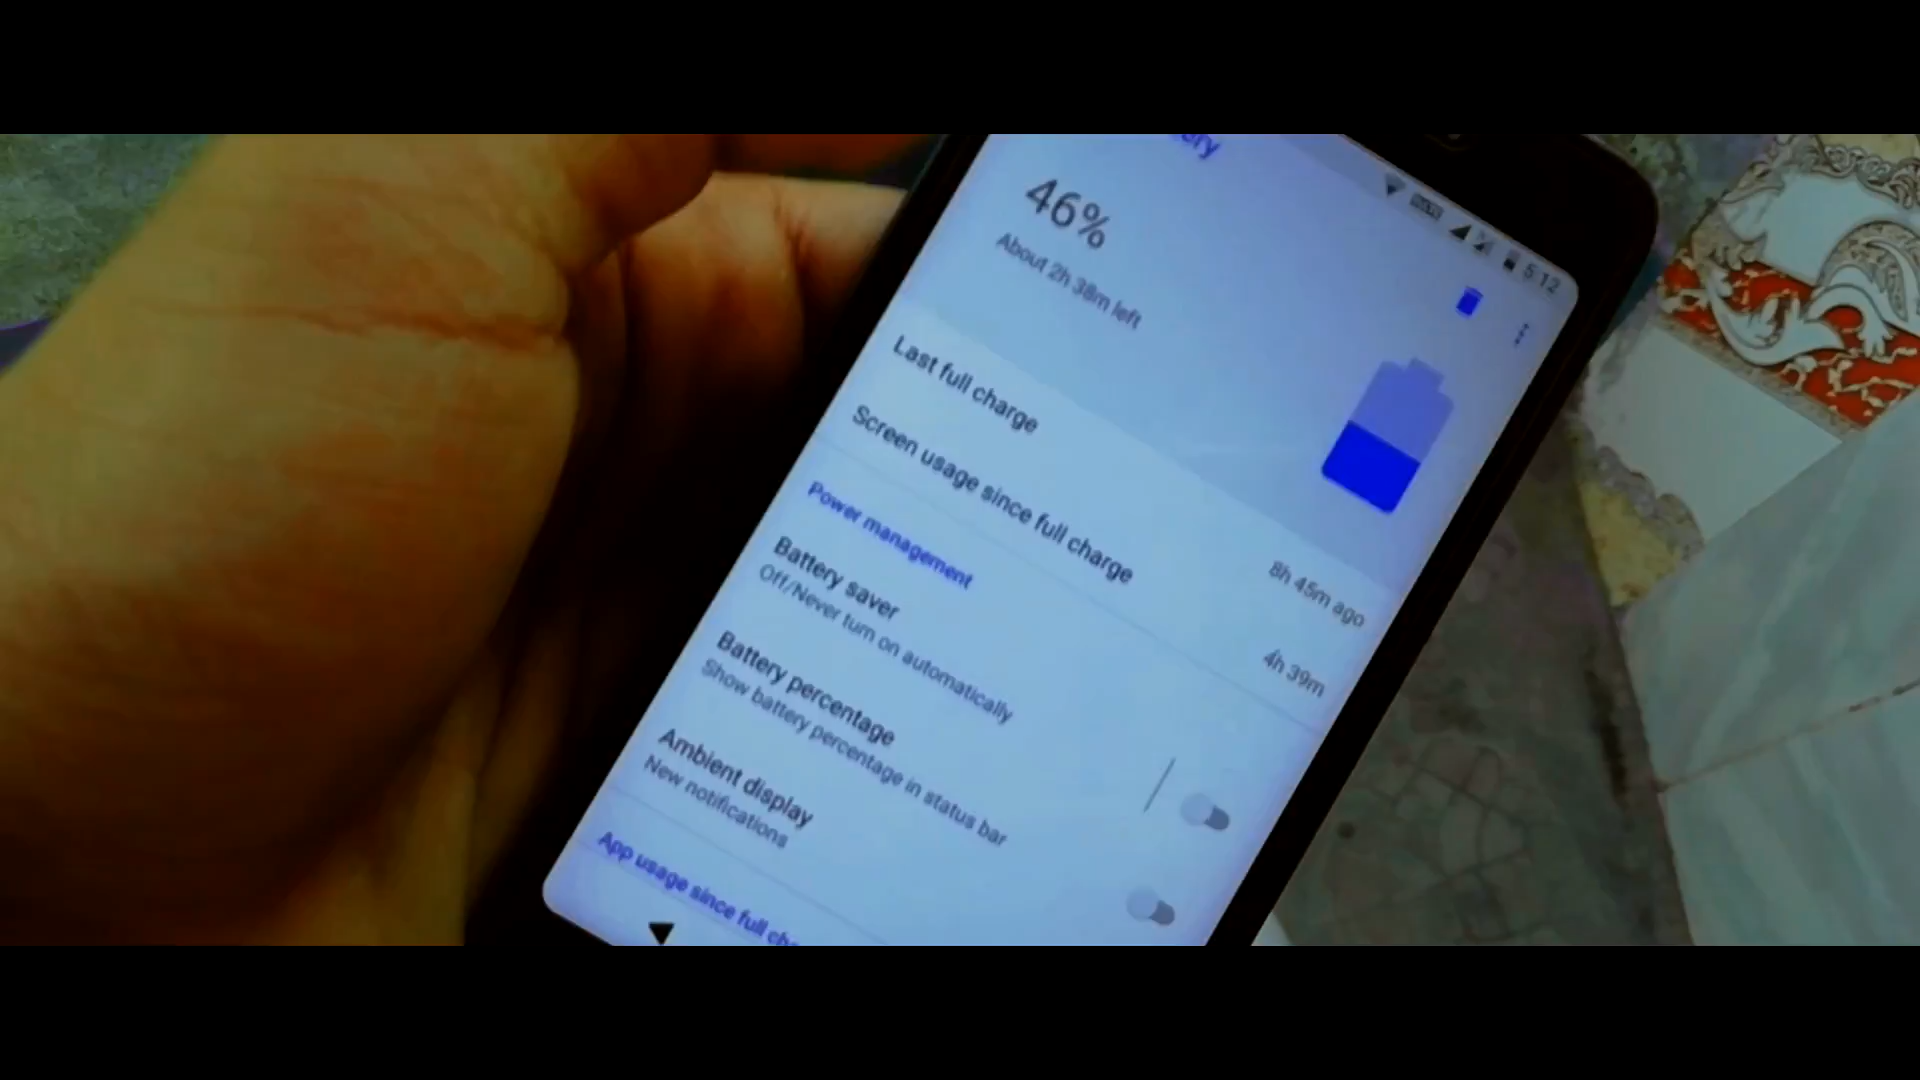 5:12
46%
About 2h 38m left
Last full charge
8h 45m ago
Screen usage since full charge
4h 39m
Power management
Battery saver
Off/Never turn on automatically
Battery percentage
Show battery percentage in status bar
Ambient display
New notifications
App usage since full